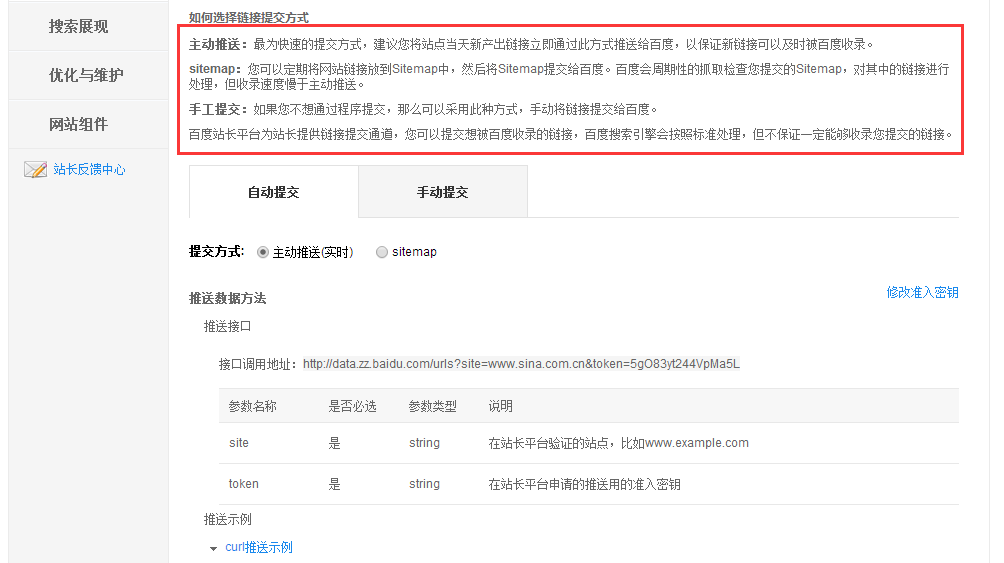 搜索展现
优化与维护
网站组件
站长反馈中心
如何选择链接提交方式
主动推送：最为快速的提交方式，建议您将站点当天新产出链接立即通过此方式推送给百度，以保证新链接可以及时被百度收录。
sitemap：您可以定期将网站链接放到Sitemap中，然后将Sitemap提交给百度。百度会周期性的抓取检查您提交的Sitemap，对其中的链接进行
处理，但收录速度慢于主动推送。
手工提交：如果您不想通过程序提交，那么可以采用此种方式，手动将链接提交给百度。
百度站长平台为站长提供链接提交通道，您可以提交想被百度收录的链接，百度搜索引擎会按照标准处理，但不保证一定能够收录您提交的链接。
自动提交 手动提交
提交方式: 主动推送(实时) sitemap
推送数据方法 修改准入密钥
推送接口
接口调用地址：http://data.zz.baidu.com/urls?site=www.sina.com.cn&token=5gO83yt244VpMa5L
参数名称 是否必选 参数类型 说明
site 是 string 在站长平台验证的站点，比如www.example.com
token 是 string 在站长平台申请的推送用的准入密钥
推送示例
curl推送示例